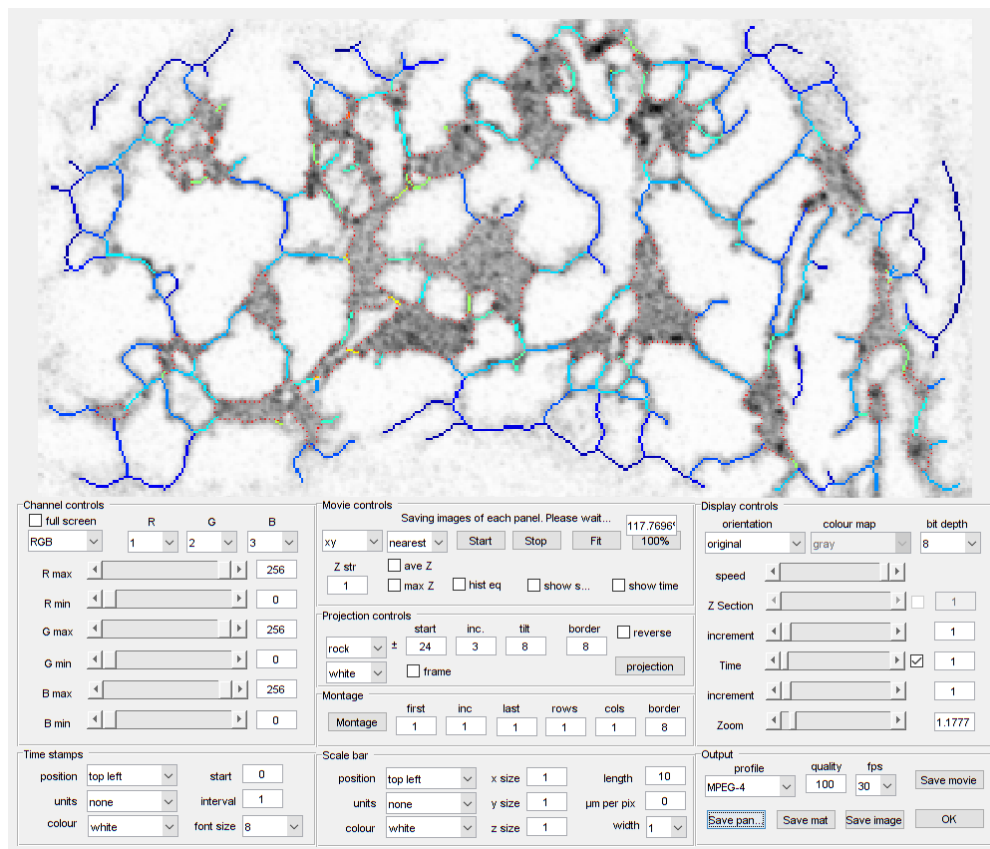 Channel controls
full screen R G B
RGB 1 2 3
R max 256
R min 0
G max 256
G min 0
B max 256
B min 0
Movie controls
Saving images of each panel. Please wait...
xy nearest Start Stop Fit 100%
Z str ave Z
1 max Z hist eq show s... show time
Projection controls
start inc. tilt border reverse
rock ± 24 3 8 8
white frame projection
Montage
first inc last rows cols border
Montage 1 1 1 1 1 8
Display controls
orientation colour map bit depth
original gray 8
speed
Z Section 1
increment 1
Time 1
increment 1
Zoom 1.1777
Time stamps
position top left start 0
units none interval 1
colour white font size 8
Scale bar
position top left x size 1 length 10
units none y size 1 µm per pix 0
colour white z size 1 width 1
Output
profile quality fps
MPEG-4 100 30 Save movie
Save pan... Save mat Save image OK